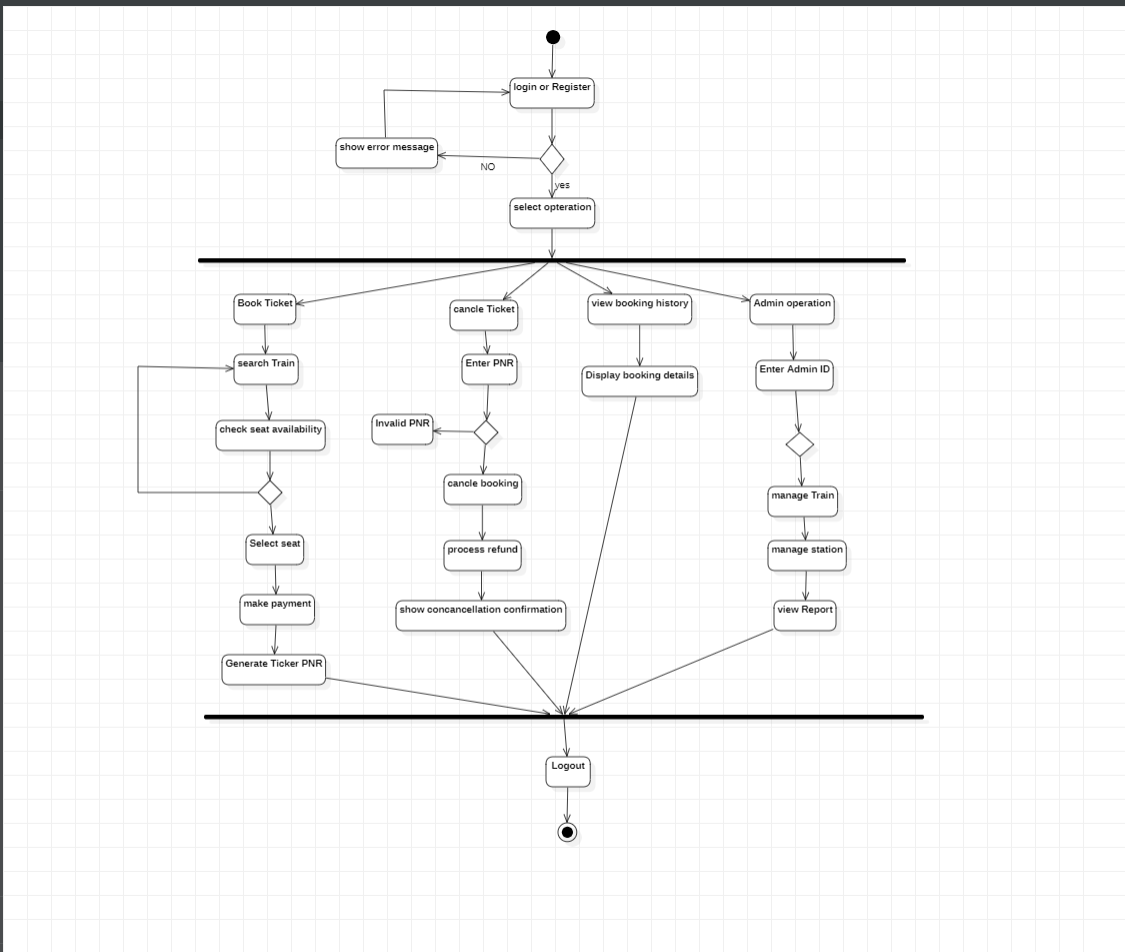 login or Register
show error message
NO
yes
select opteration
Book Ticket
cancle Ticket
view booking history
Admin operation
search Train
Enter PNR
Display booking details
Enter Admin ID
check seat availability
Invalid PNR
cancle booking
manage Train
Select seat
process refund
manage station
make payment
show concancellation confirmation
view Report
Generate Ticker PNR
Logout